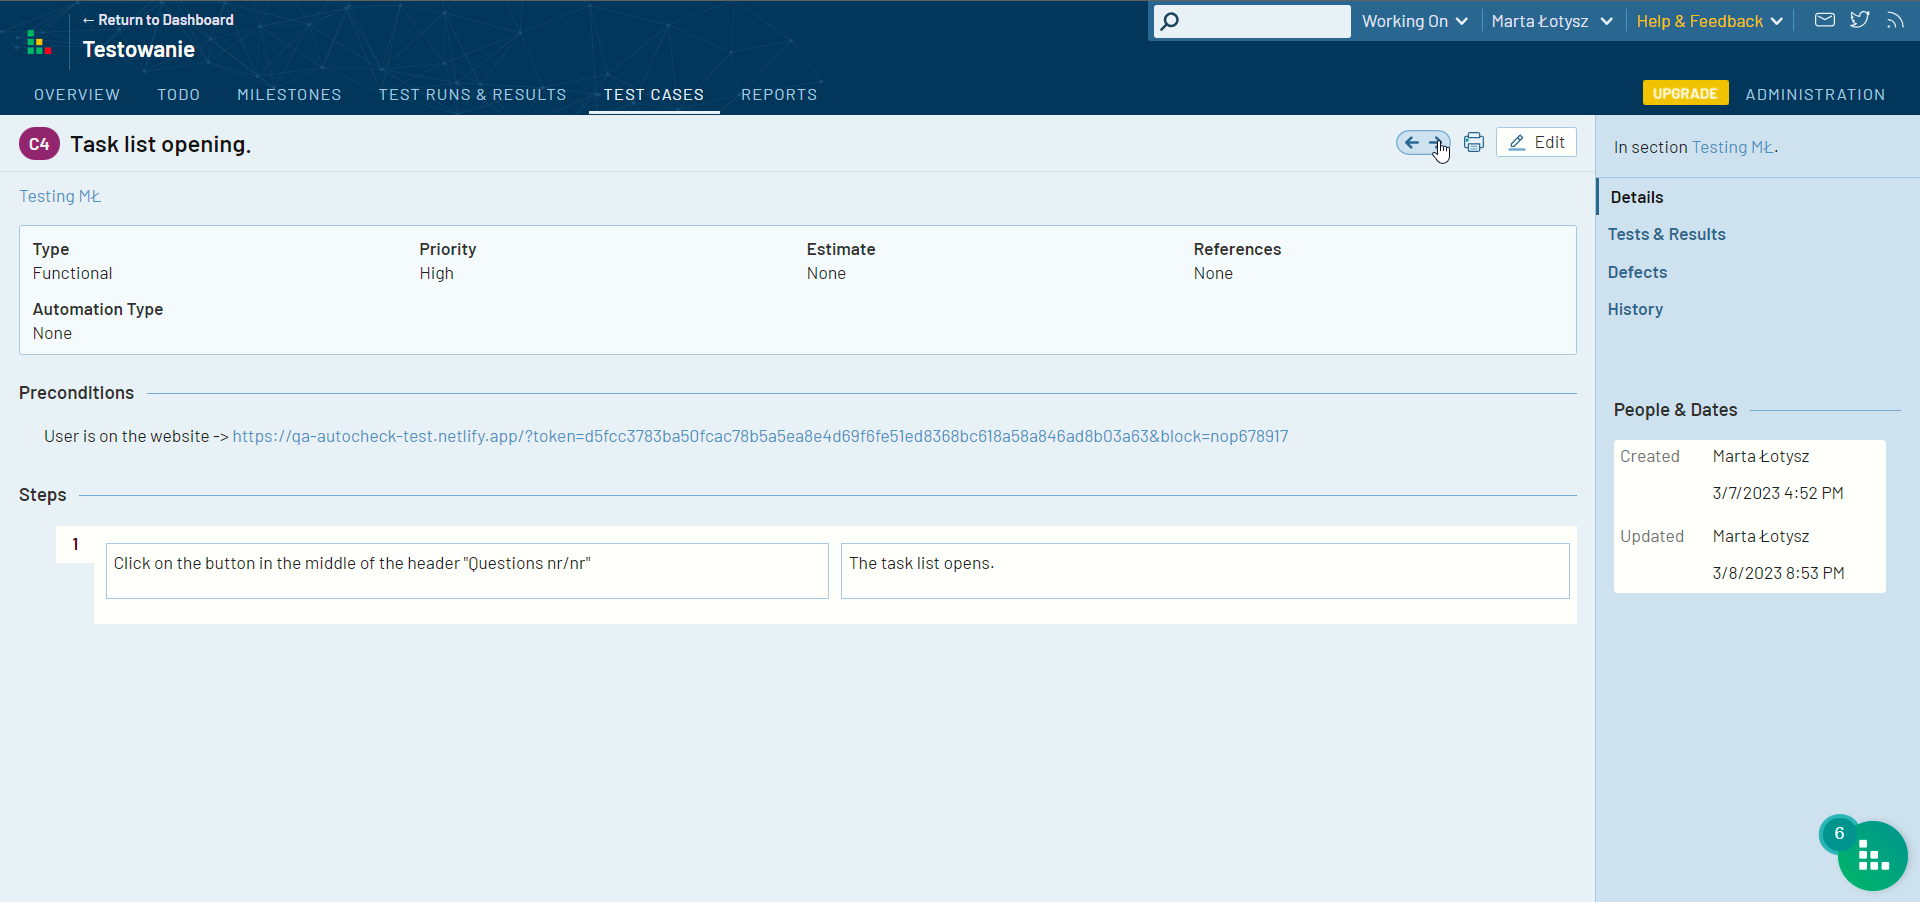 ← Return to Dashboard
Testowanie
Working On
Marta Łotysz
Help & Feedback
OVERVIEW
TODO
MILESTONES
TEST RUNS & RESULTS
TEST CASES
REPORTS
UPGRADE
ADMINISTRATION
C4
Task list opening.
Edit
Testing MŁ
Type
Functional
Priority
High
Estimate
None
References
None
Automation Type
None
Preconditions
User is on the website -> https://qa-autocheck-test.netlify.app/?token=d5fcc3783ba50fcac78b5a5ea8e4d69f6fe51ed8368bc618a58a846ad8b03a63&block=nop678917
Steps
1
Click on the button in the middle of the header "Questions nr/nr"
The task list opens.
In section Testing MŁ.
Details
Tests & Results
Defects
History
People & Dates
Created
Marta Łotysz
3/7/2023 4:52 PM
Updated
Marta Łotysz
3/8/2023 8:53 PM
6